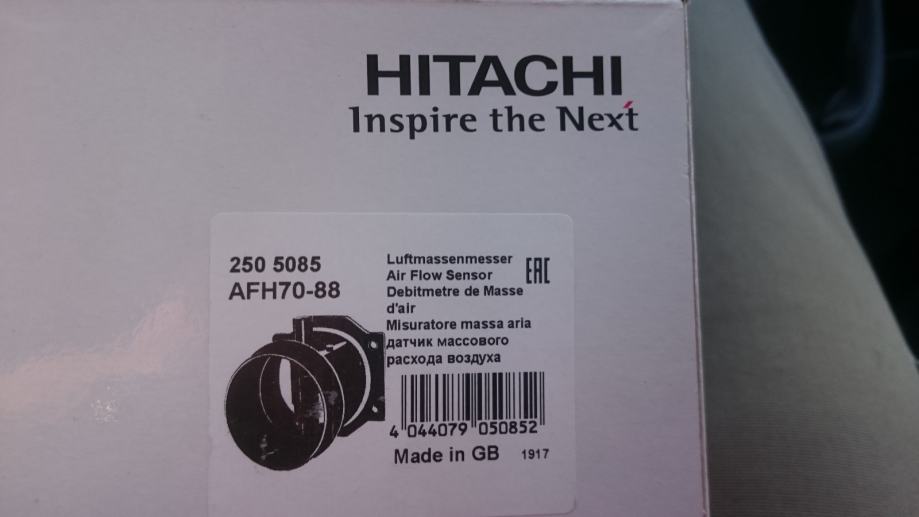 HITACHI
Inspire the Next
250 5085
AFH70-88
Luftmassenmesser
Air Flow Sensor
Debitmetre de Masse
d'air
Misuratore massa aria
датчик массового
расхода воздуха
EAC
4 044079 050852
Made in GB
1917